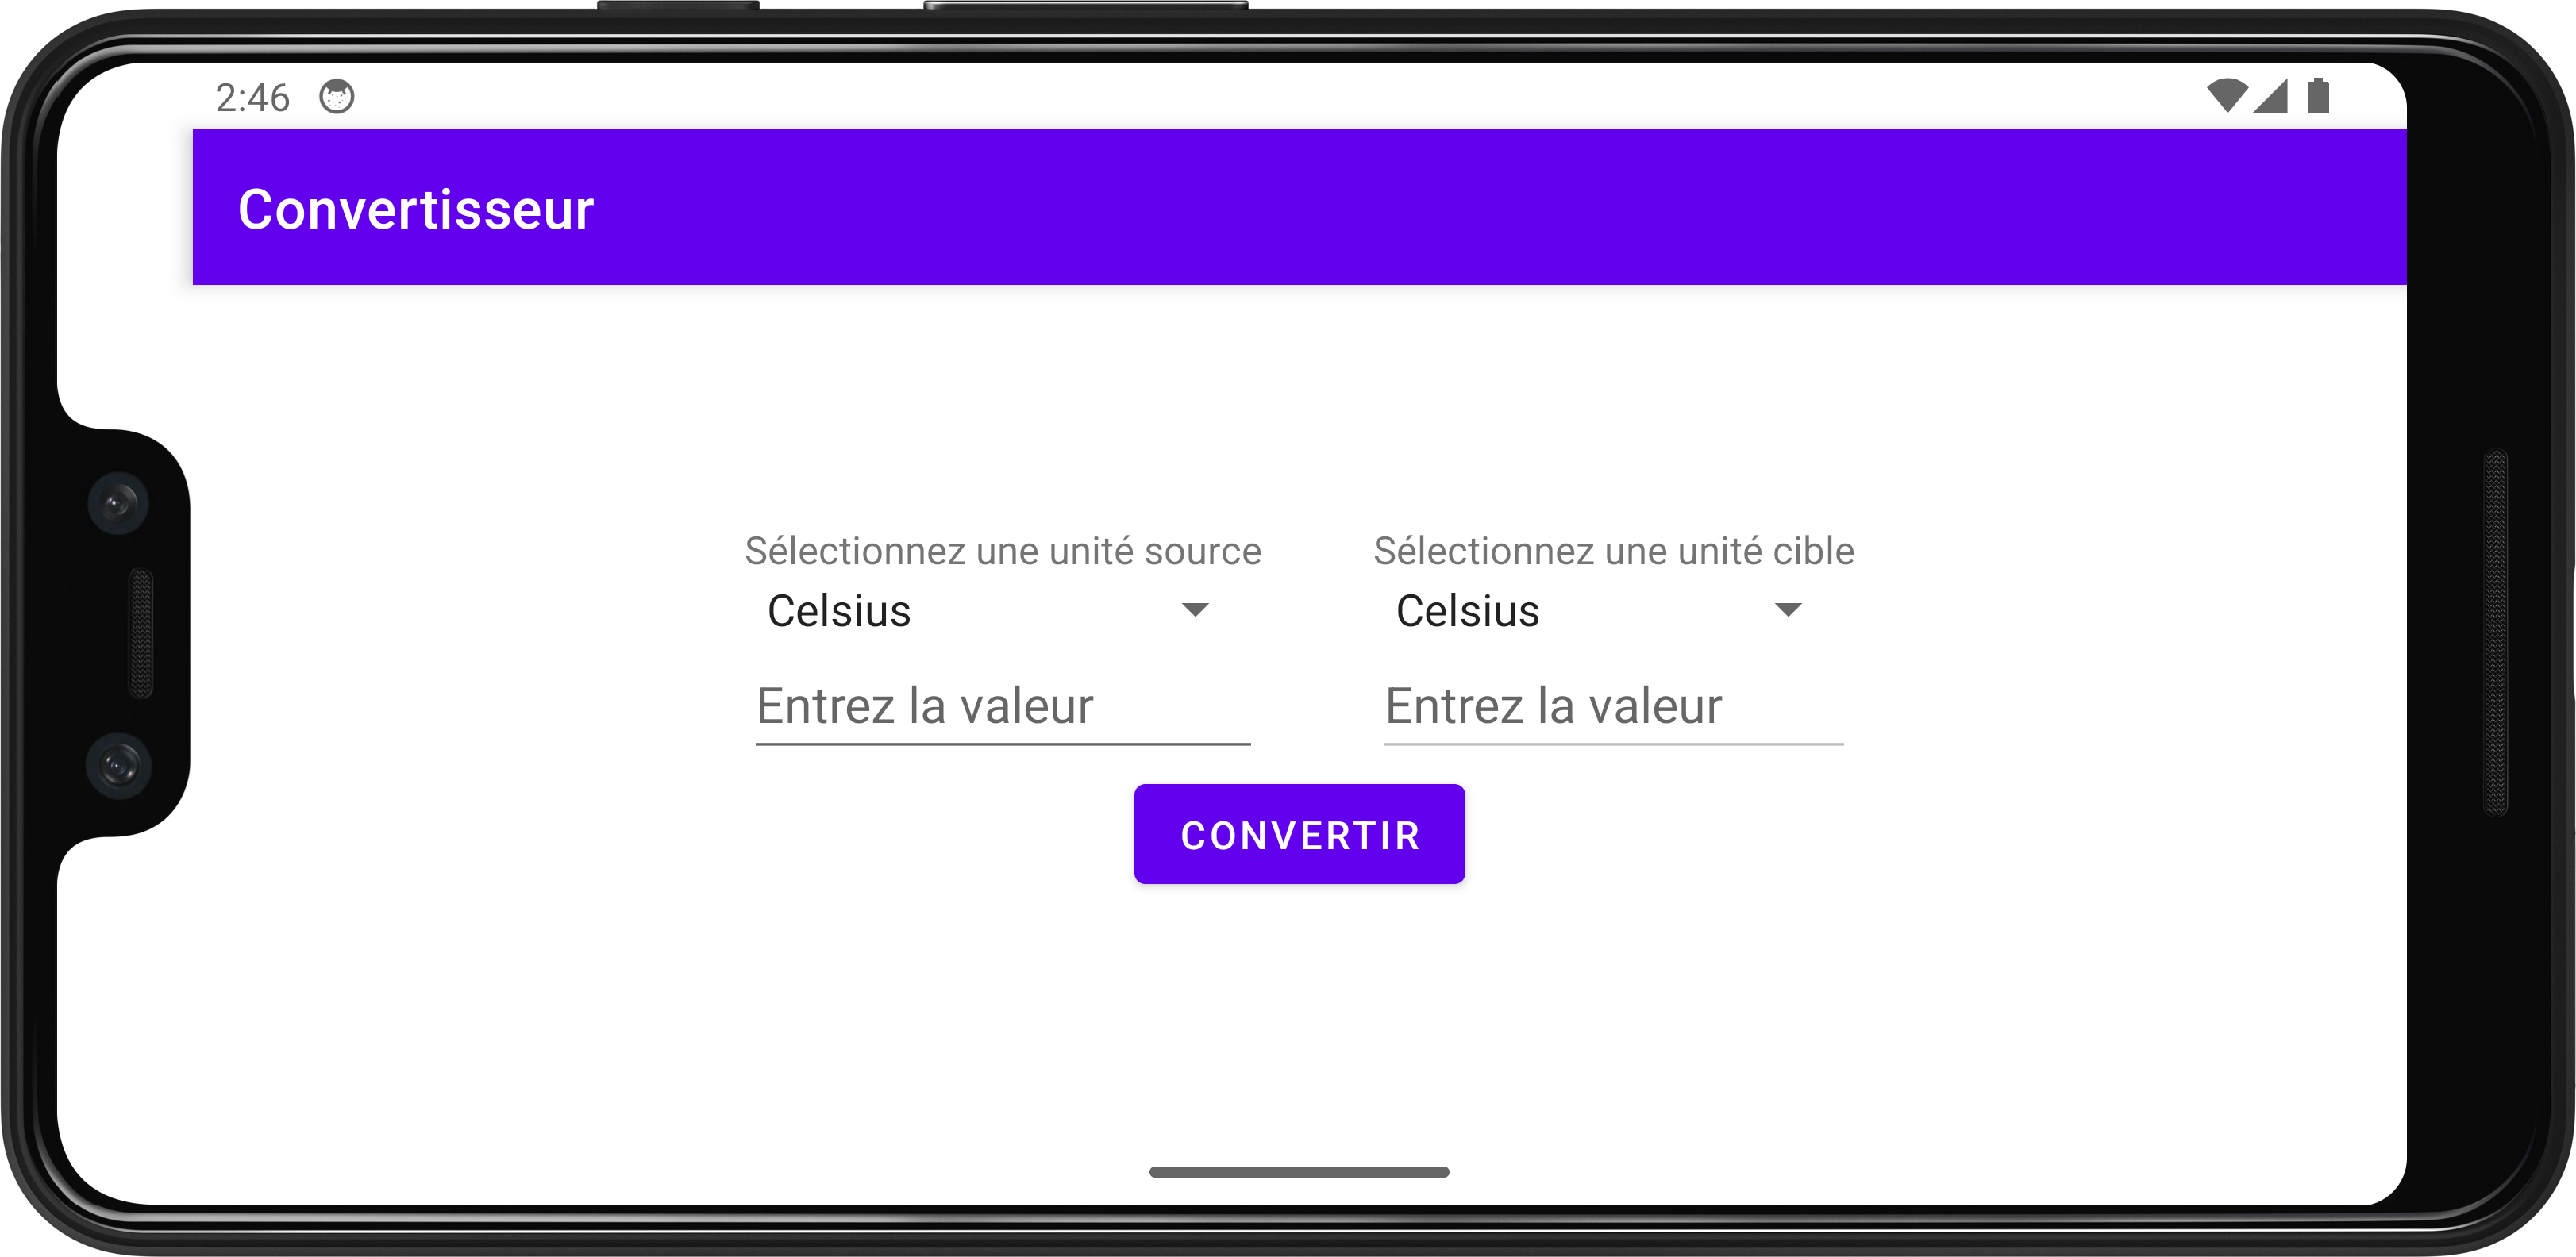 2:46
Convertisseur
Sélectionnez une unité source
Sélectionnez une unité cible
Celsius
Celsius
Entrez la valeur
Entrez la valeur
CONVERTIR